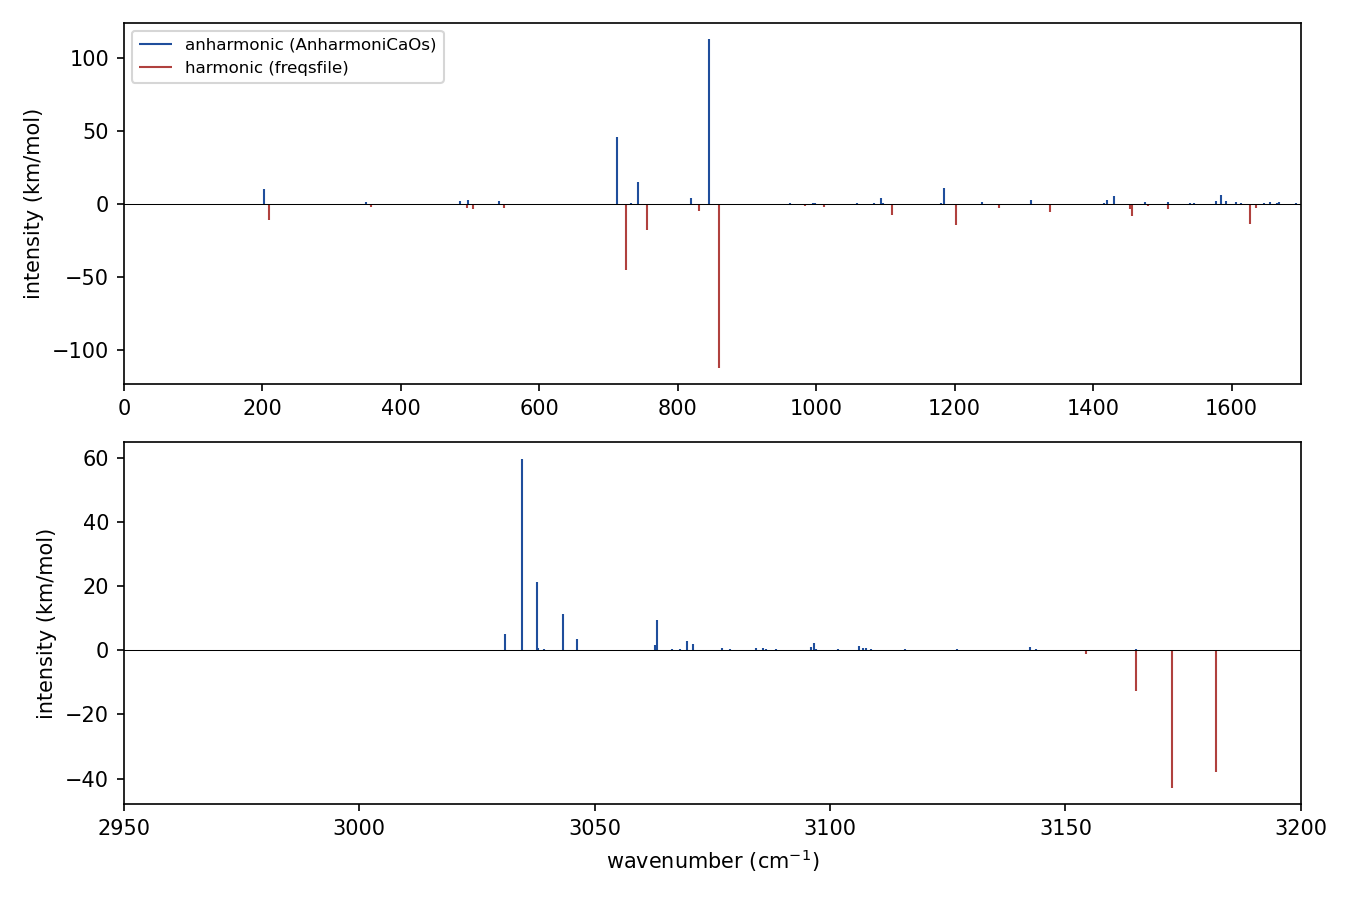 anharmonic (AnharmoniCaOs)
harmonic (freqsfile)
intensity (km/mol)
100
50
0
−50
−100
0 200 400 600 800 1000 1200 1400 1600
intensity (km/mol)
60
40
20
0
−20
−40
2950 3000 3050 3100 3150 3200
wavenumber (cm⁻¹)